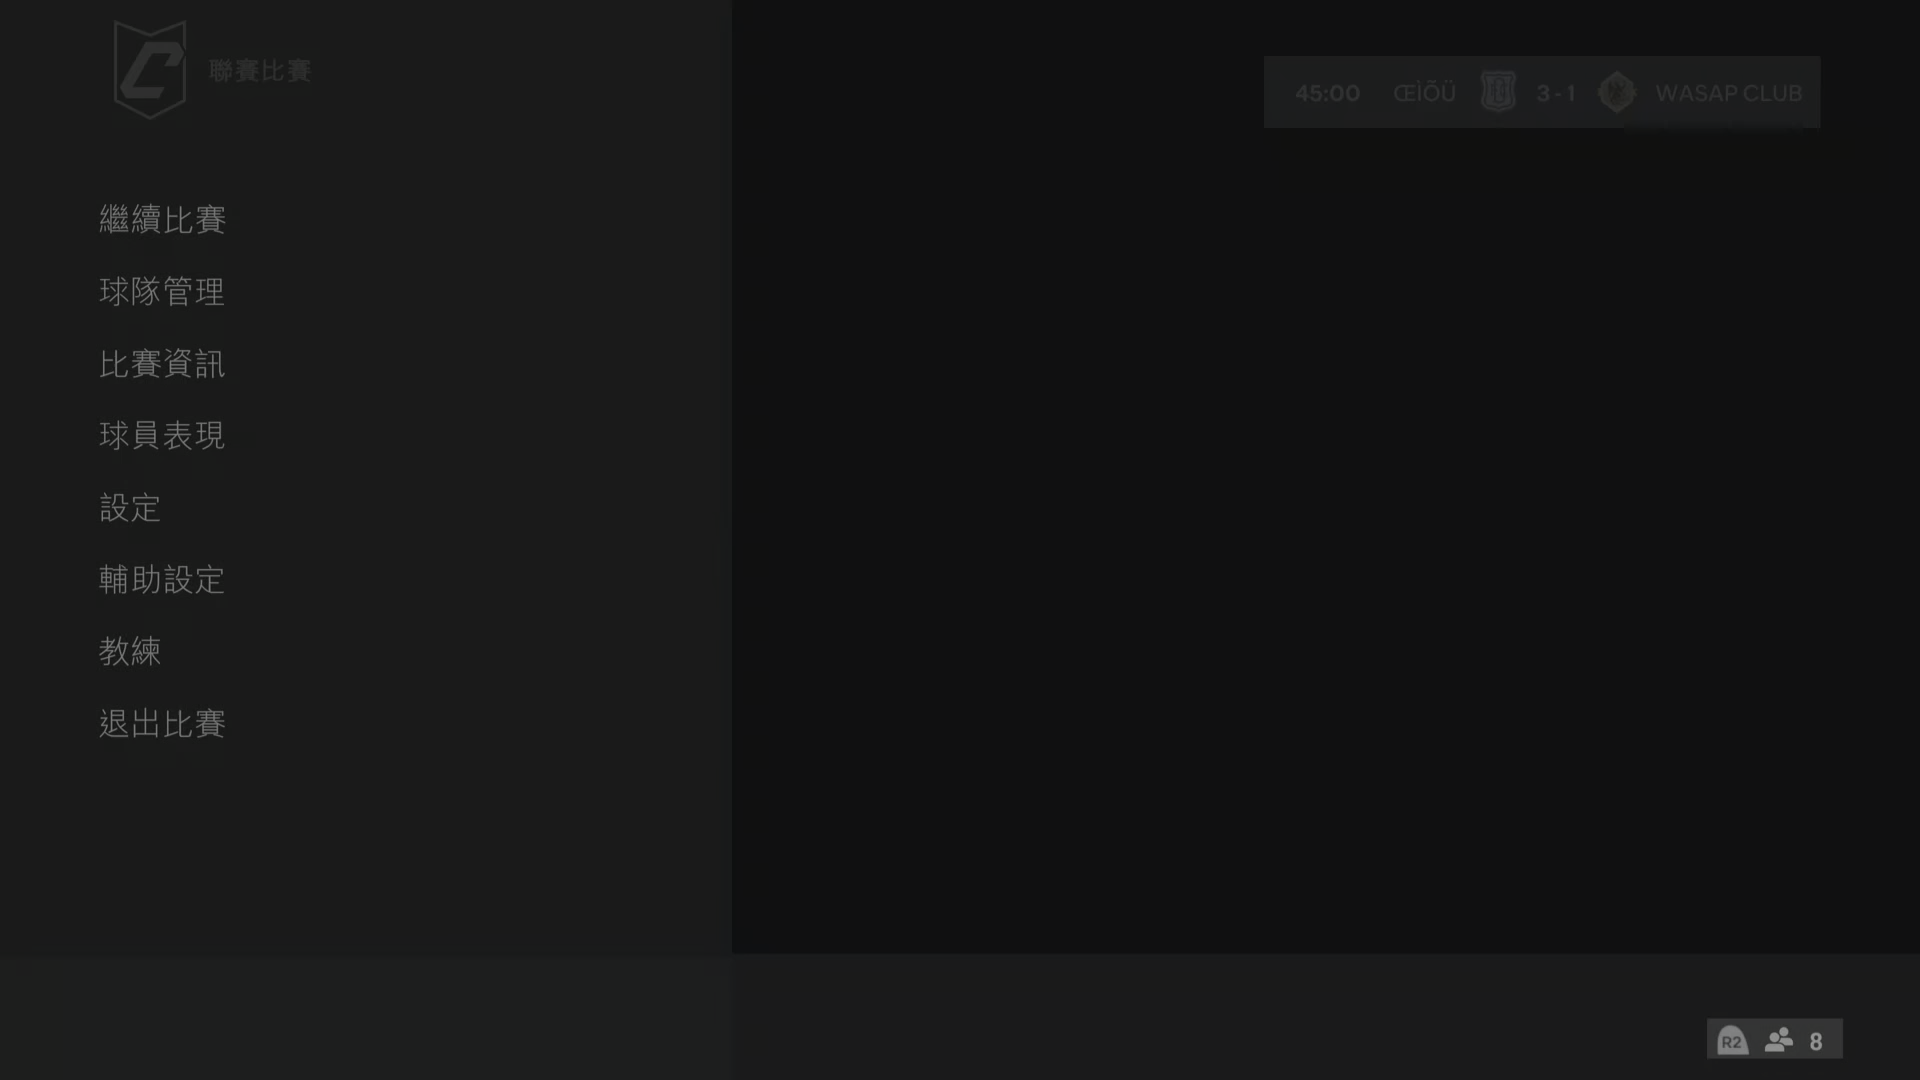 聯賽比賽
45:00 ŒÌÕÜ 3 - 1 WASAP CLUB
繼續比賽
球隊管理
比賽資訊
球員表現
設定
輔助設定
教練
退出比賽
R2 8